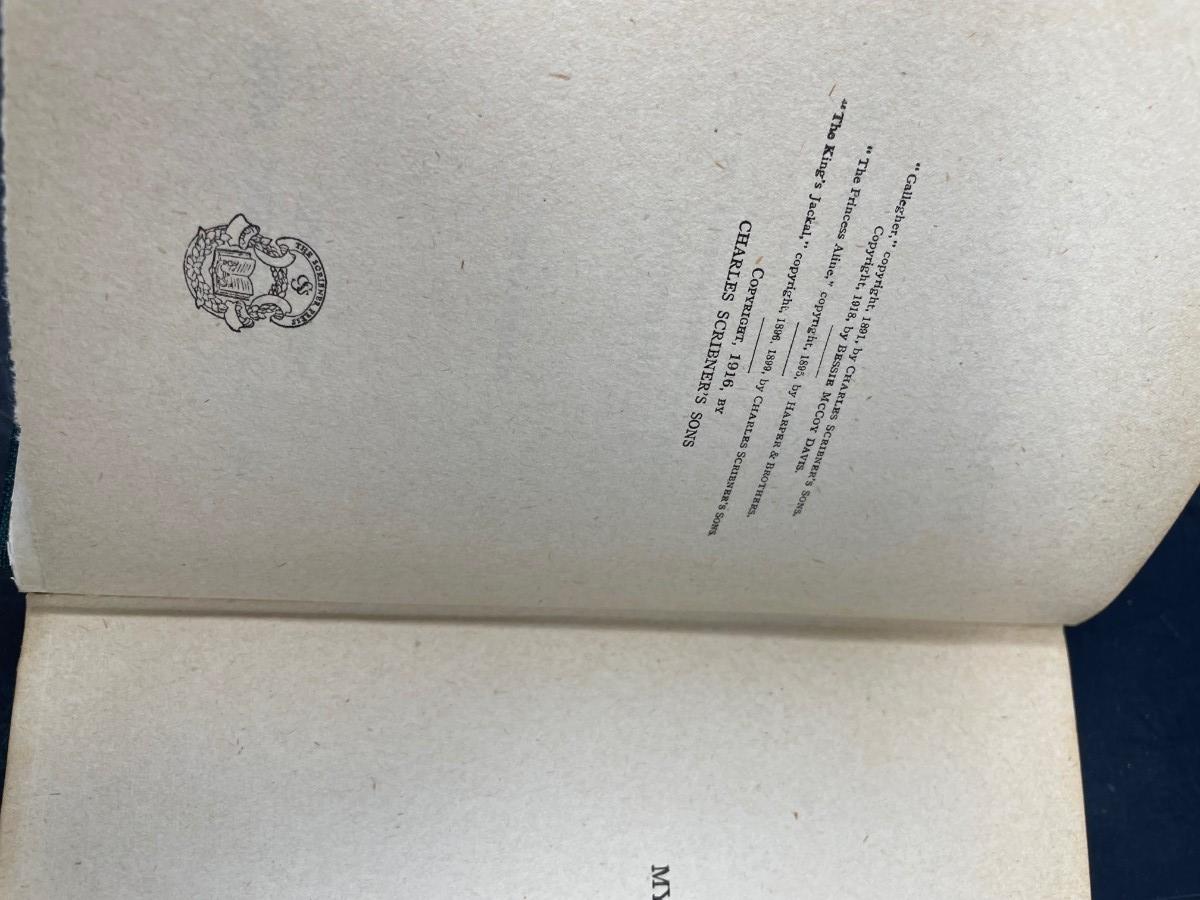 "Gallegher," copyright, 1891, by CHARLES SCRIBNER'S SONS.
Copyright, 1918, by BESSIE MCCOY DAVIS.
"The Princess Aline," copyright, 1895, by HARPER & BROTHERS.
"The King's Jackal," copyright, 1898, 1899, by CHARLES SCRIBNER'S SONS.
COPYRIGHT, 1916, BY
CHARLES SCRIBNER'S SONS
THE SCRIBNER PRESS
MY